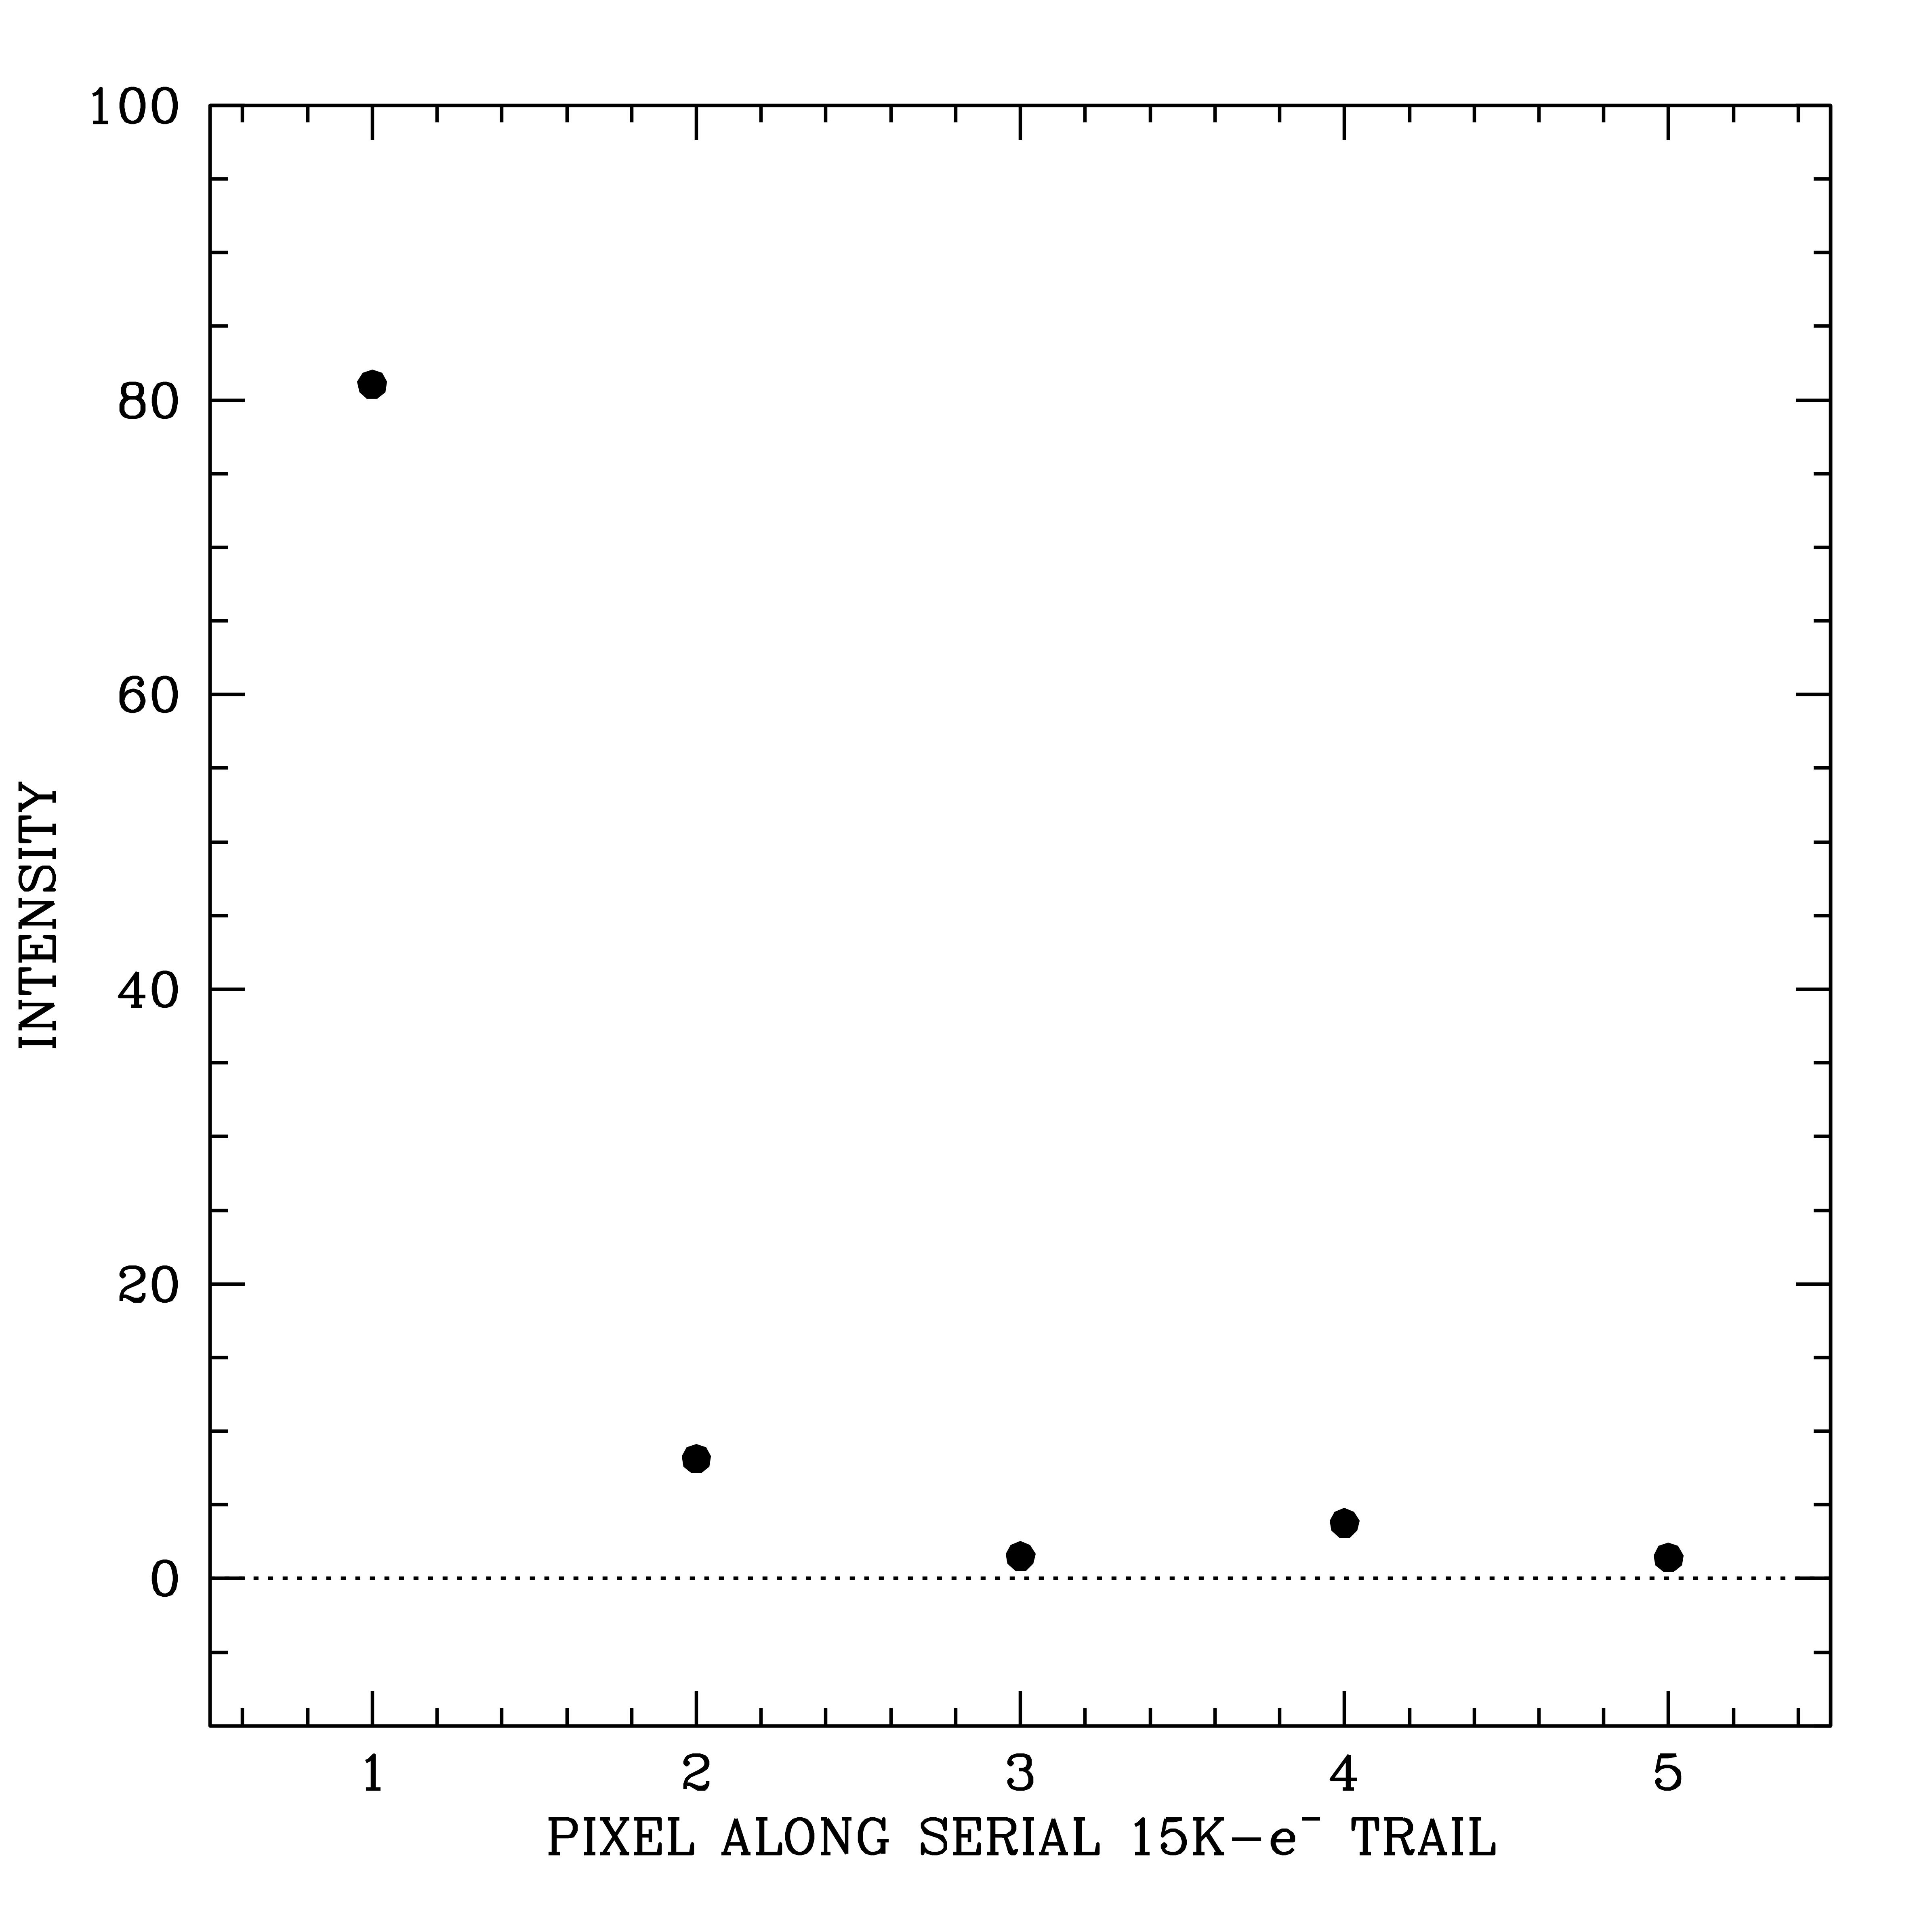 100
80
60
40
20
0
INTENSITY
1 2 3 4 5
PIXEL ALONG SERIAL 15K-e⁻ TRAIL